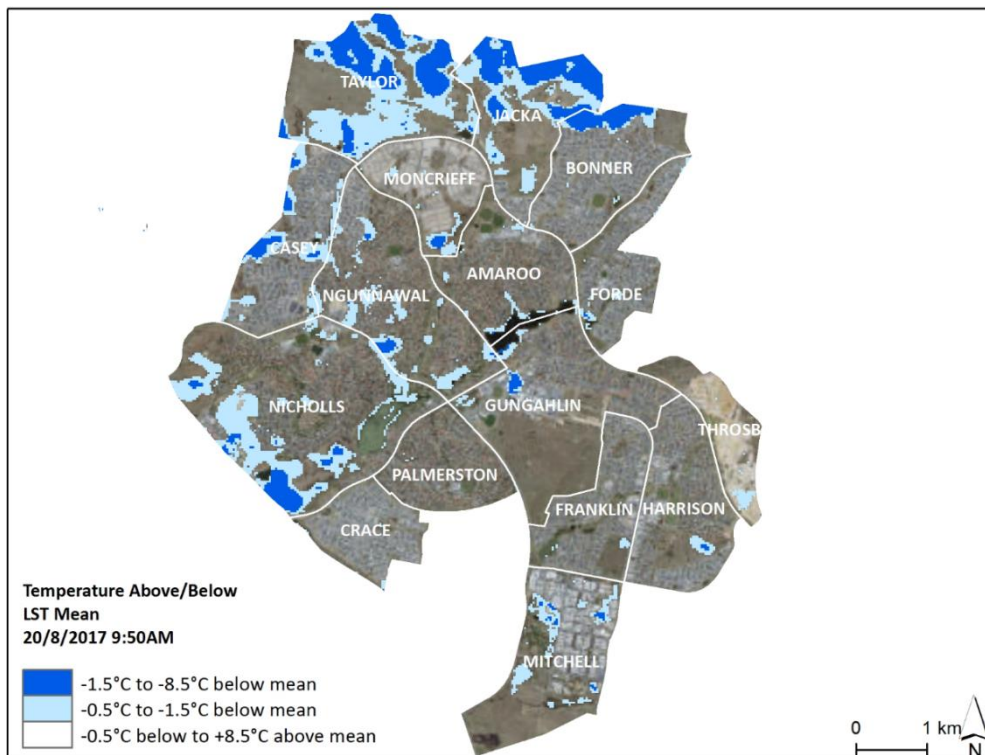 TAYLOR
JACKA
BONNER
MONCRIEFF
CASEY
AMAROO
NGUNNAWAL
FORDE
NICHOLLS
GUNGAHLIN
THROSB
PALMERSTON
FRANKLIN
HARRISON
CRACE
MITCHELL
Temperature Above/Below
LST Mean
20/8/2017 9:50AM
-1.5°C to -8.5°C below mean
-0.5°C to -1.5°C below mean
-0.5°C below to +8.5°C above mean
0 1 km
N